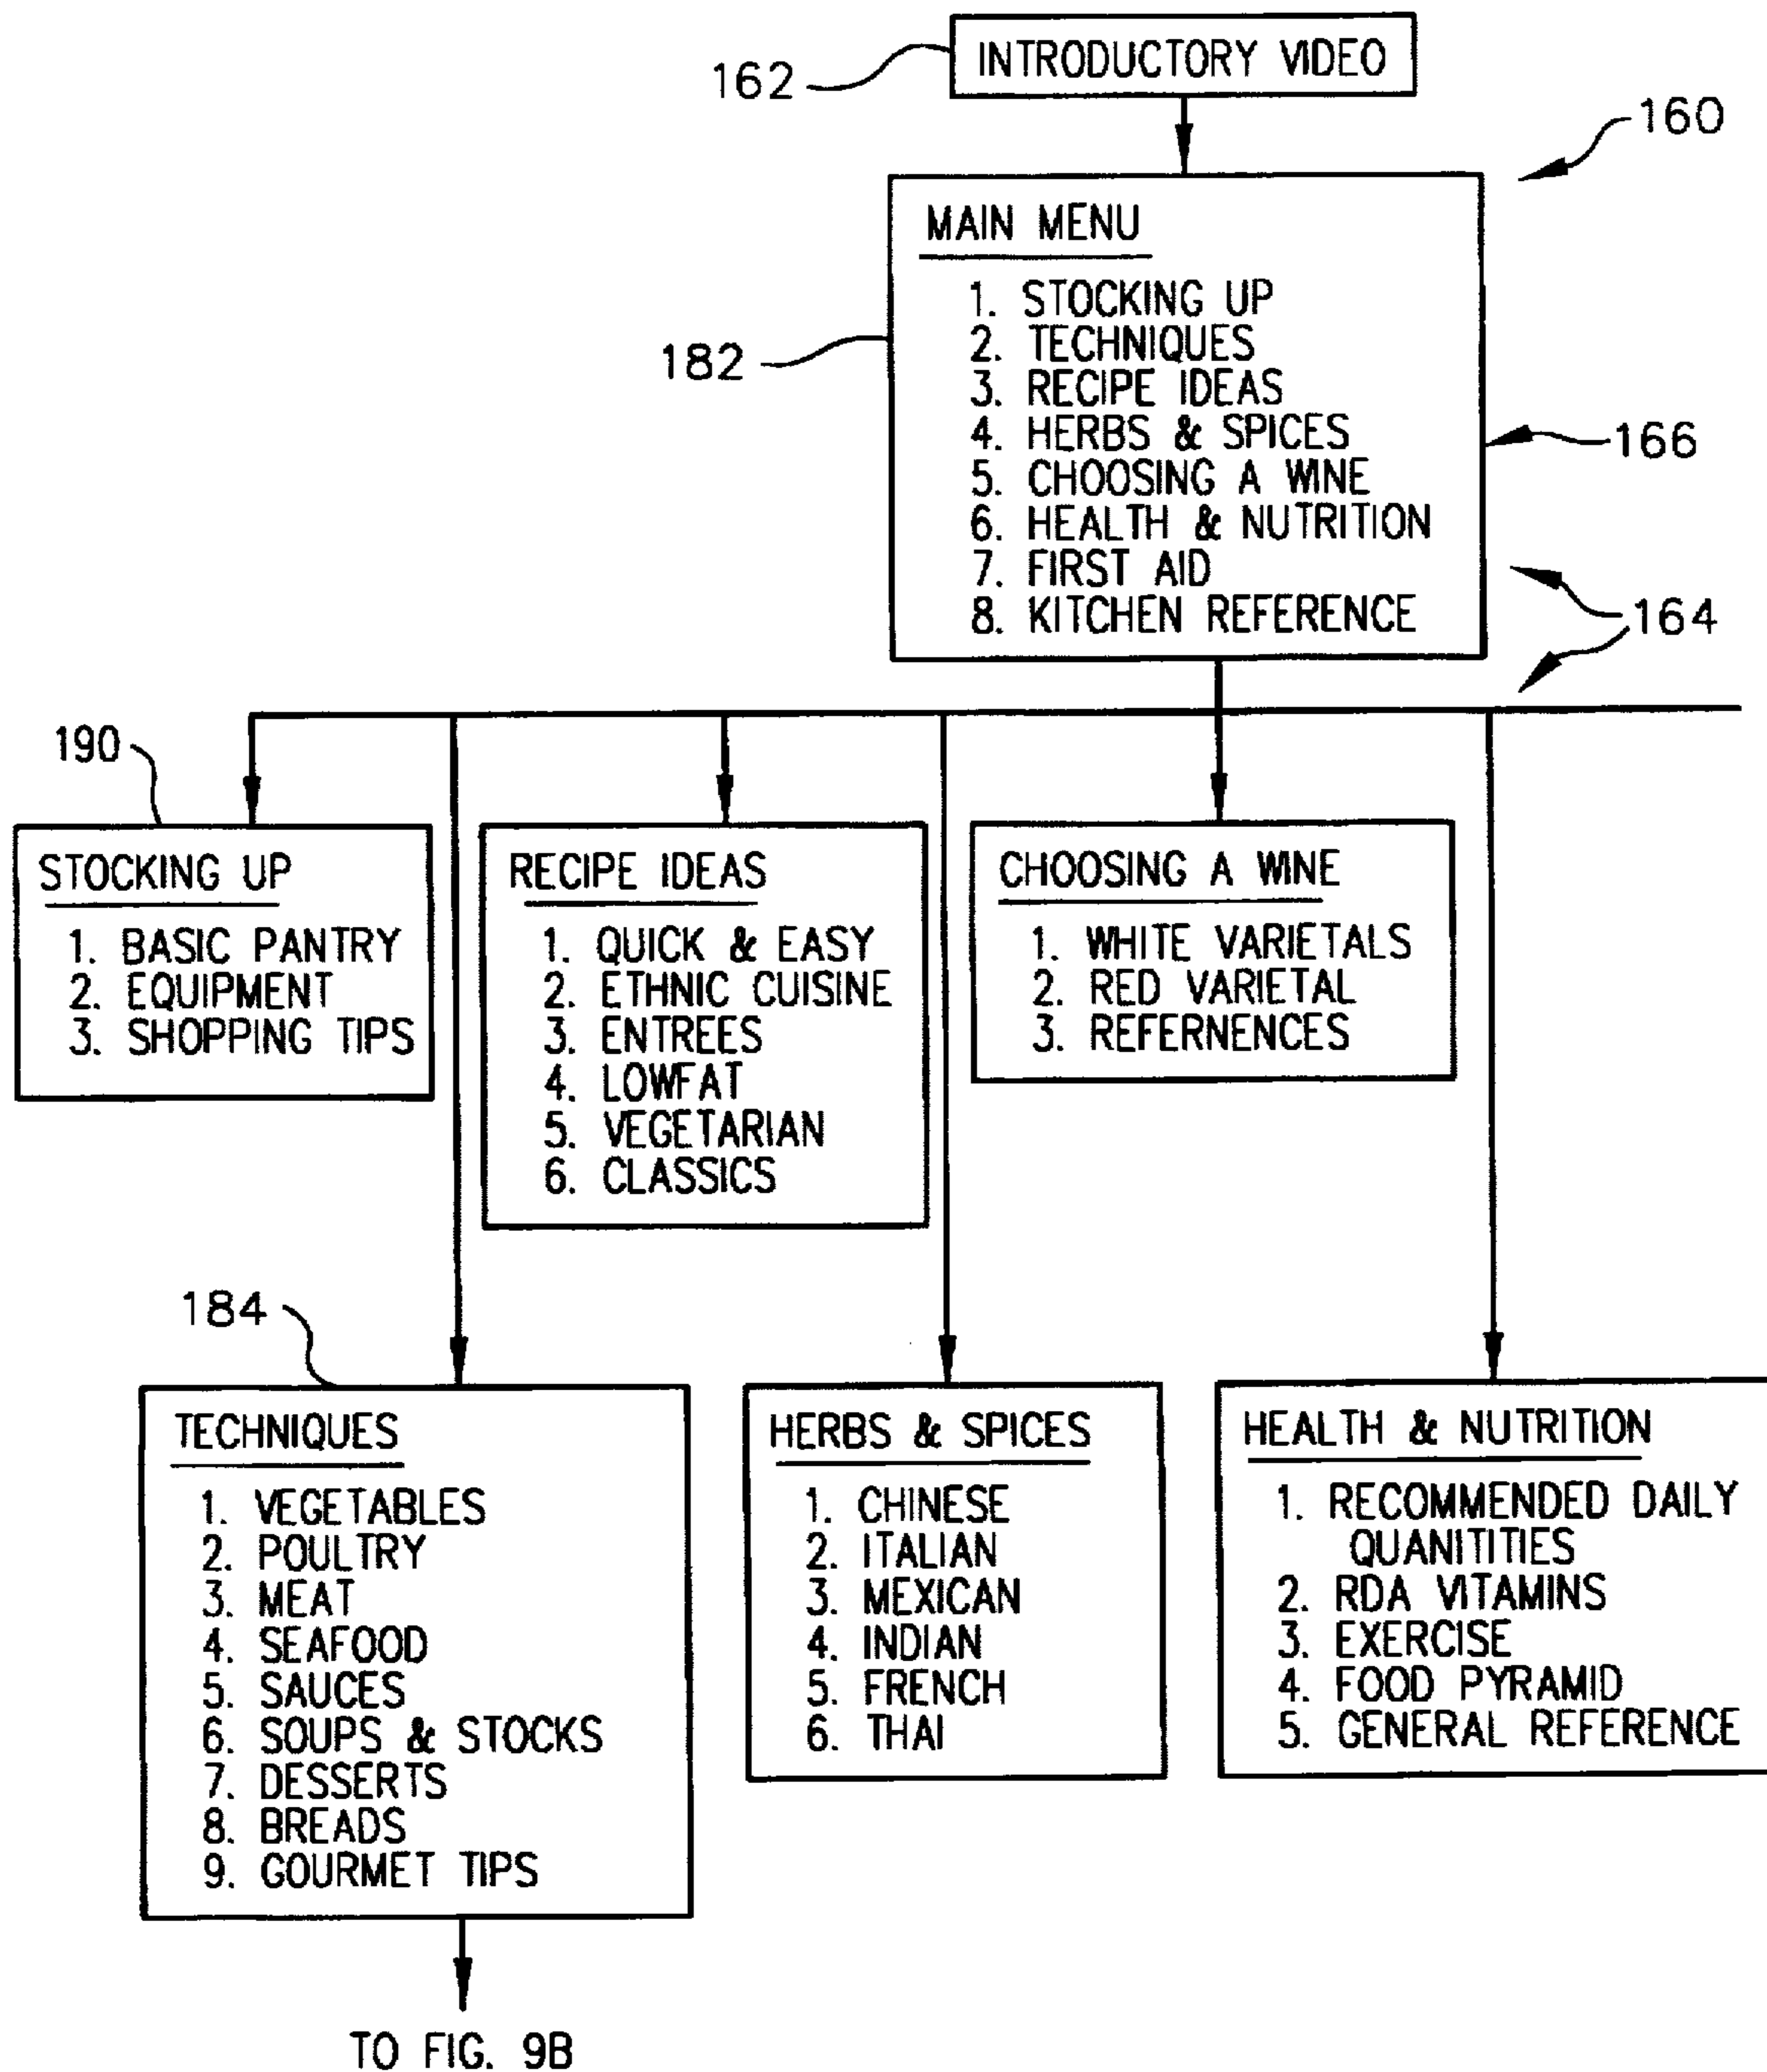 INTRODUCTORY VIDEO
162
160
MAIN MENU
1. STOCKING UP
2. TECHNIQUES
3. RECIPE IDEAS
4. HERBS & SPICES
5. CHOOSING A WINE
6. HEALTH & NUTRITION
7. FIRST AID
8. KITCHEN REFERENCE
182
166
164
190
STOCKING UP
1. BASIC PANTRY
2. EQUIPMENT
3. SHOPPING TIPS
RECIPE IDEAS
1. QUICK & EASY
2. ETHNIC CUISINE
3. ENTREES
4. LOWFAT
5. VEGETARIAN
6. CLASSICS
CHOOSING A WINE
1. WHITE VARIETALS
2. RED VARIETAL
3. REFERNENCES
184
TECHNIQUES
1. VEGETABLES
2. POULTRY
3. MEAT
4. SEAFOOD
5. SAUCES
6. SOUPS & STOCKS
7. DESSERTS
8. BREADS
9. GOURMET TIPS
HERBS & SPICES
1. CHINESE
2. ITALIAN
3. MEXICAN
4. INDIAN
5. FRENCH
6. THAI
HEALTH & NUTRITION
1. RECOMMENDED DAILY
QUANITITIES
2. RDA VITAMINS
3. EXERCISE
4. FOOD PYRAMID
5. GENERAL REFERENCE
TO FIG. 9B